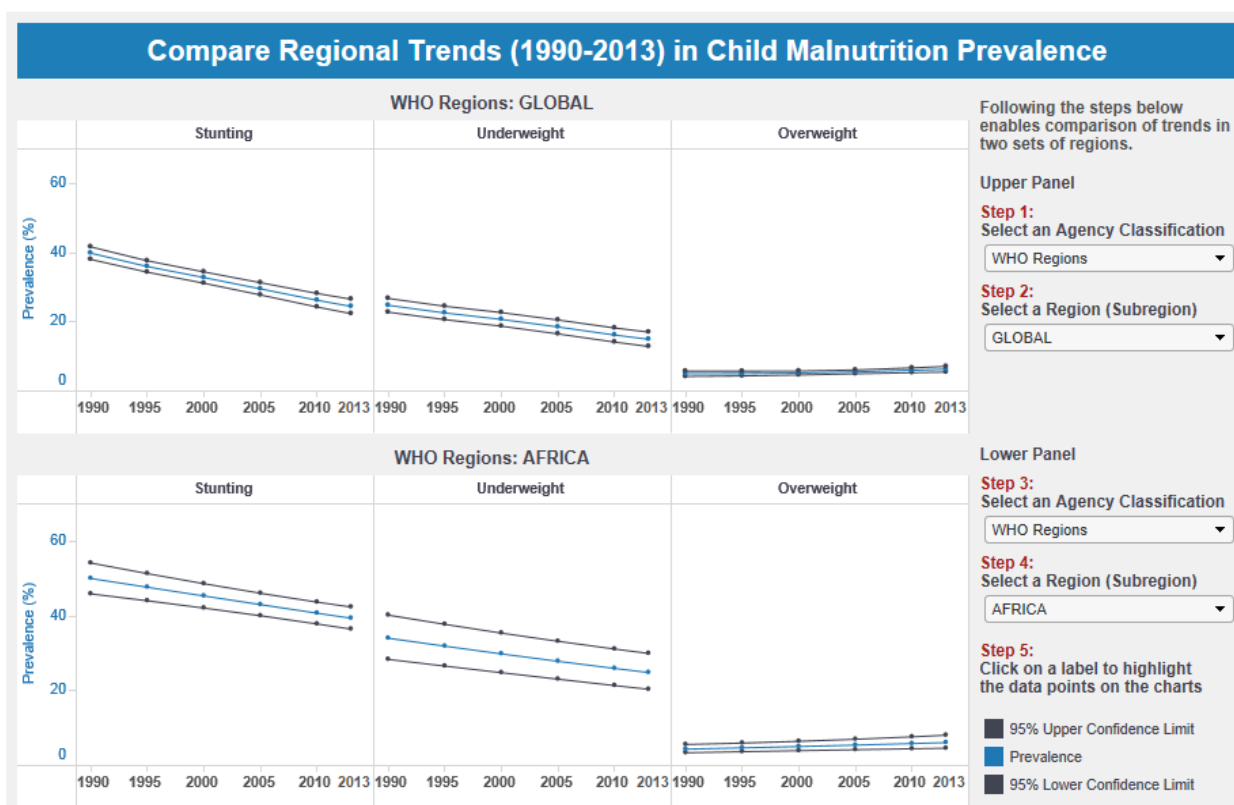 Compare Regional Trends (1990-2013) in Child Malnutrition Prevalence
WHO Regions: GLOBAL
Stunting
Underweight
Overweight
Prevalence (%)
60
40
20
0
1990 1995 2000 2005 2010 2013
1990 1995 2000 2005 2010 2013
1990 1995 2000 2005 2010 2013
WHO Regions: AFRICA
Stunting
Underweight
Overweight
Prevalence (%)
60
40
20
0
1990 1995 2000 2005 2010 2013
1990 1995 2000 2005 2010 2013
1990 1995 2000 2005 2010 2013
Following the steps below
enables comparison of trends in
two sets of regions.
Upper Panel
Step 1:
Select an Agency Classification
WHO Regions
Step 2:
Select a Region (Subregion)
GLOBAL
Lower Panel
Step 3:
Select an Agency Classification
WHO Regions
Step 4:
Select a Region (Subregion)
AFRICA
Step 5:
Click on a label to highlight
the data points on the charts
95% Upper Confidence Limit
Prevalence
95% Lower Confidence Limit